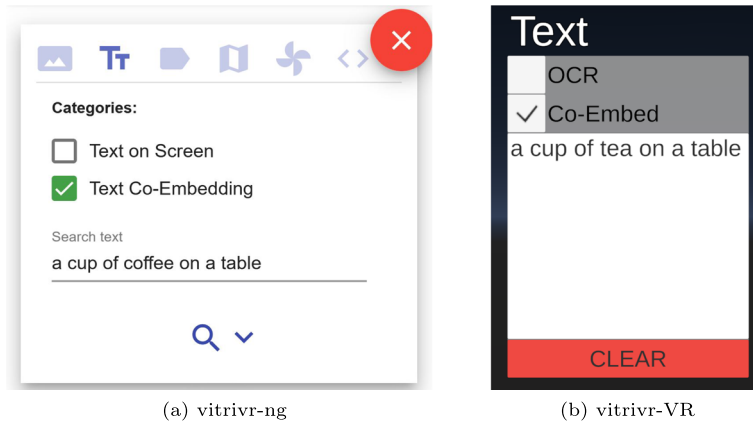 Categories:
Text on Screen
Text Co-Embedding
Search text
a cup of coffee on a table
(a) vitrivr-ng
Text
OCR
Co-Embed
a cup of tea on a table
CLEAR
(b) vitrivr-VR